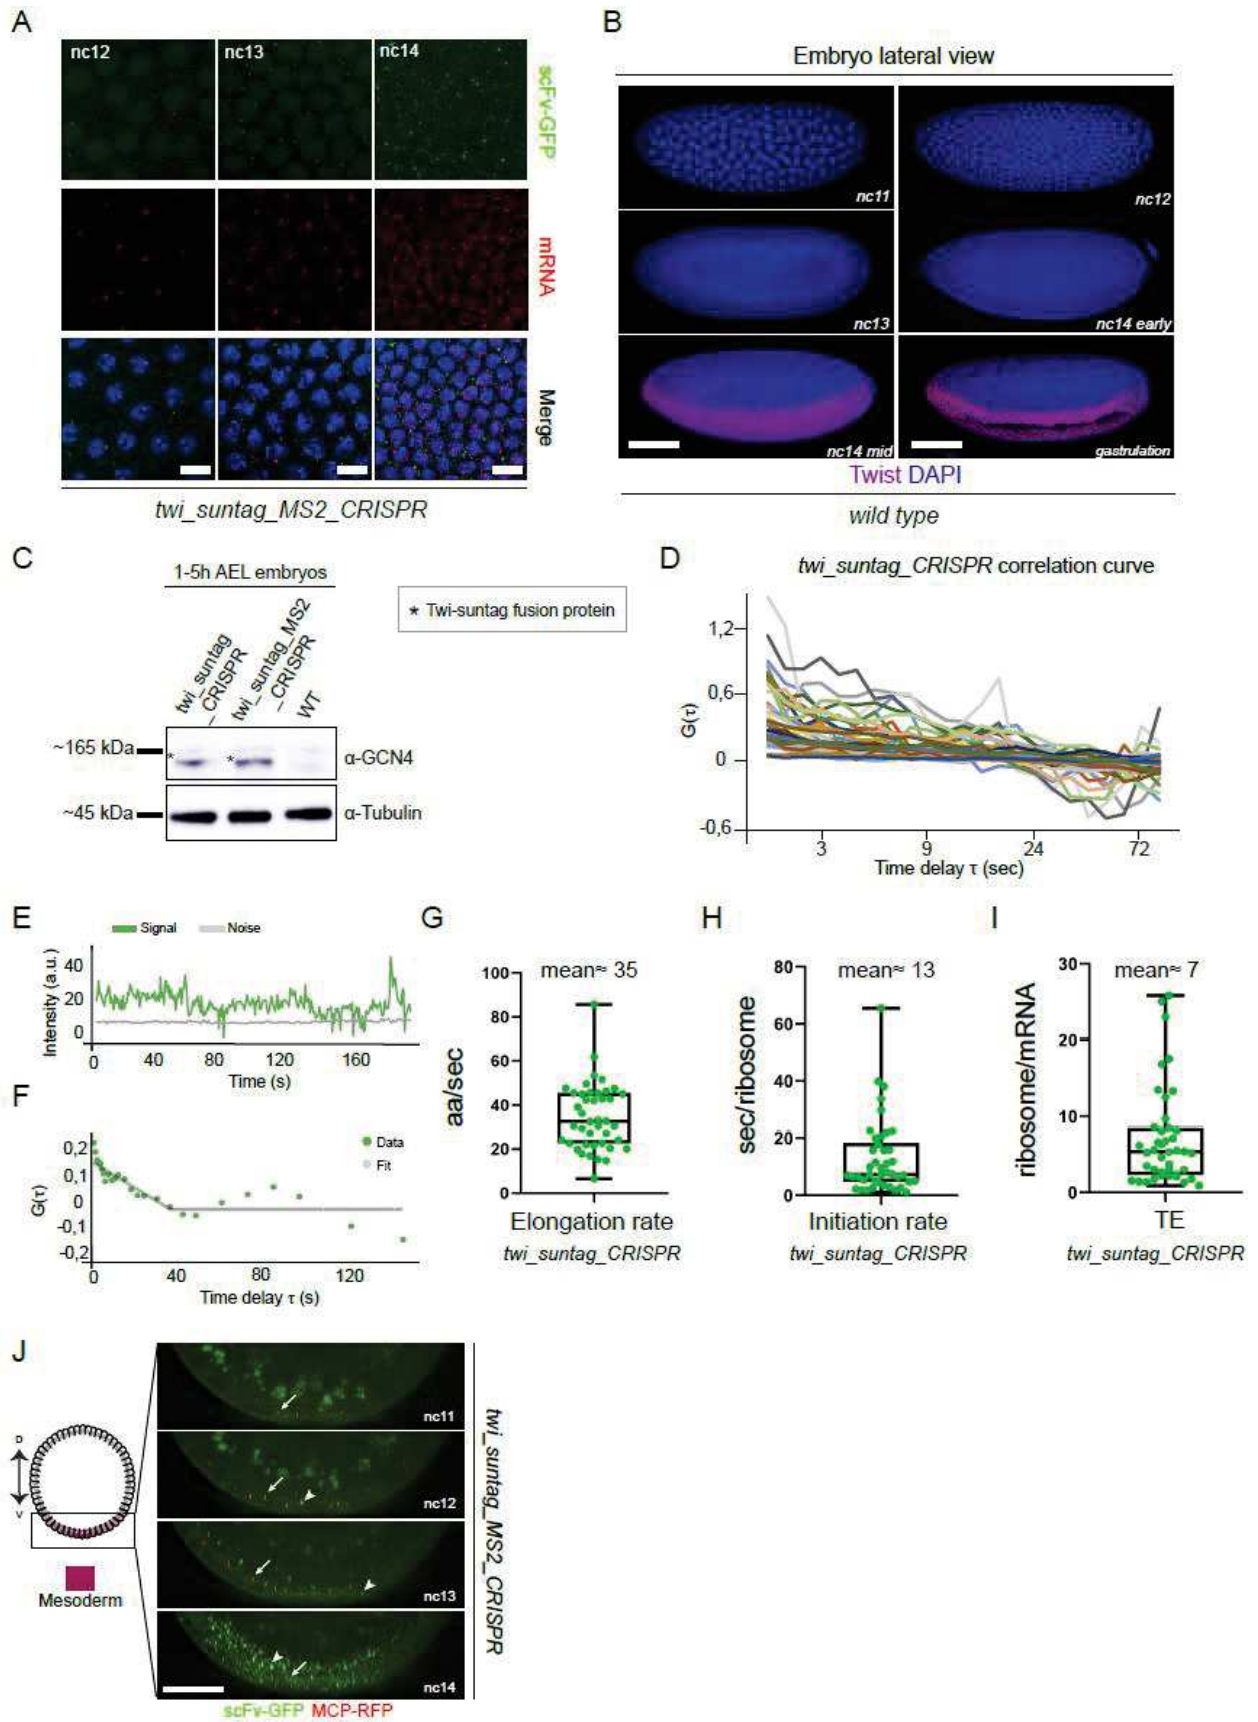 A
nc12
nc13
nc14
scFv-GFP
mRNA
Merge
twi_suntag_MS2_CRISPR
B
Embryo lateral view
nc11
nc12
nc13
nc14 early
nc14 mid
gastrulation
Twist DAPI
wild type
C
1-5h AEL embryos
twi_suntag
_CRISPR
twi_suntag_MS2
_CRISPR
WT
* Twi-suntag fusion protein
~165 kDa
*
*
α-GCN4
~45 kDa
α-Tubulin
D
twi_suntag_CRISPR correlation curve
G(τ)
1,2
0,6
0
-0,6
3
9
24
72
Time delay τ (sec)
E
Signal
Noise
Intensity (a.u.)
40
20
0
0
40
80
120
160
Time (s)
F
Data
Fit
G(τ)
0,2
0,1
0
-0,1
-0,2
0
40
80
120
Time delay τ (s)
G
mean≈ 35
aa/sec
100
80
60
40
20
0
Elongation rate
twi_suntag_CRISPR
H
mean≈ 13
sec/ribosome
80
60
40
20
0
Initiation rate
twi_suntag_CRISPR
I
mean≈ 7
ribosome/mRNA
30
20
10
0
TE
twi_suntag_CRISPR
J
D
V
Mesoderm
nc11
nc12
nc13
nc14
twi_suntag_MS2_CRISPR
scFv-GFP MCP-RFP